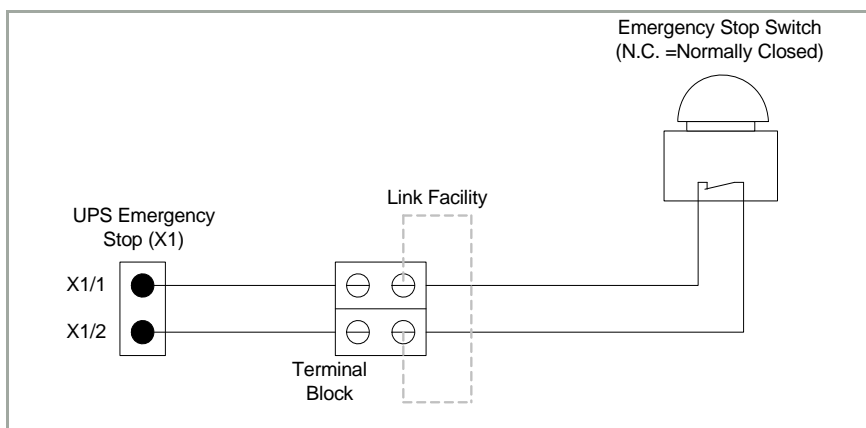 Emergency Stop Switch
(N.C. =Normally Closed)
Link Facility
UPS Emergency
Stop (X1)
X1/1
X1/2
Terminal
Block